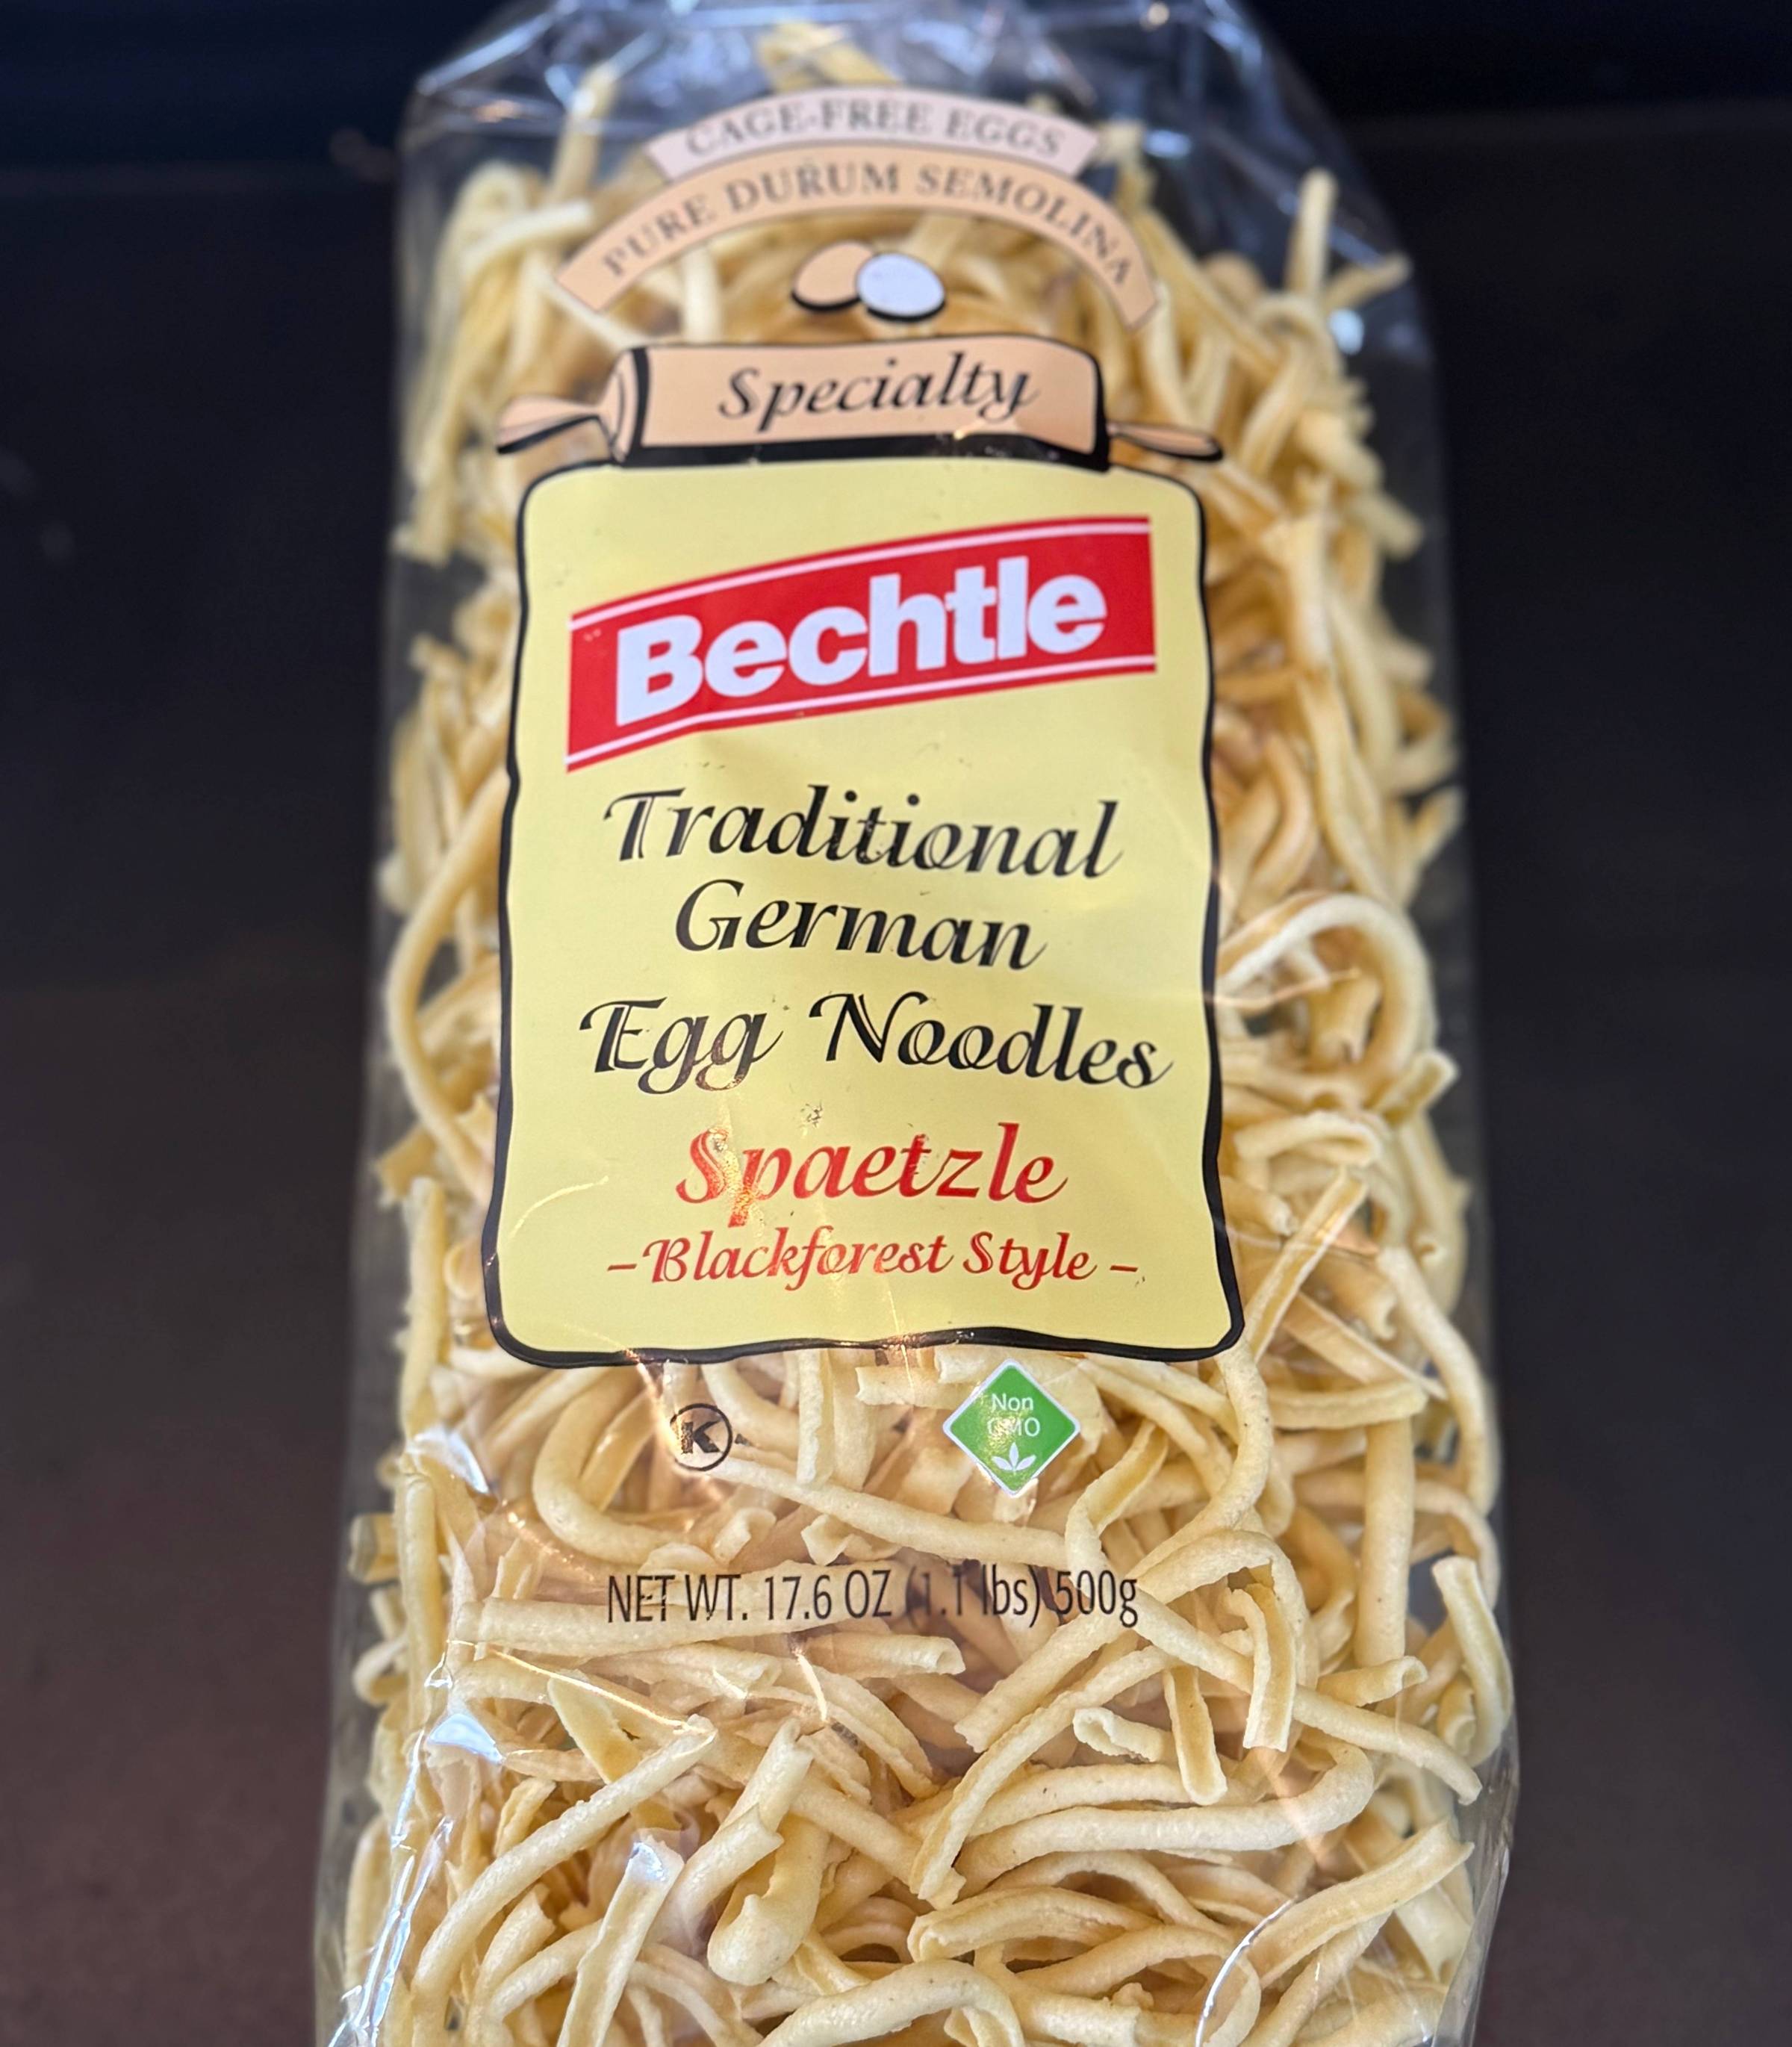 CAGE-FREE EGGS
PURE DURUM SEMOLINA
Specialty
Bechtle
Traditional
German
Egg Noodles
Spaetzle
-Blackforest Style-
K
Non
GMO
NET WT. 17.6 OZ (1.1 lbs) 500g